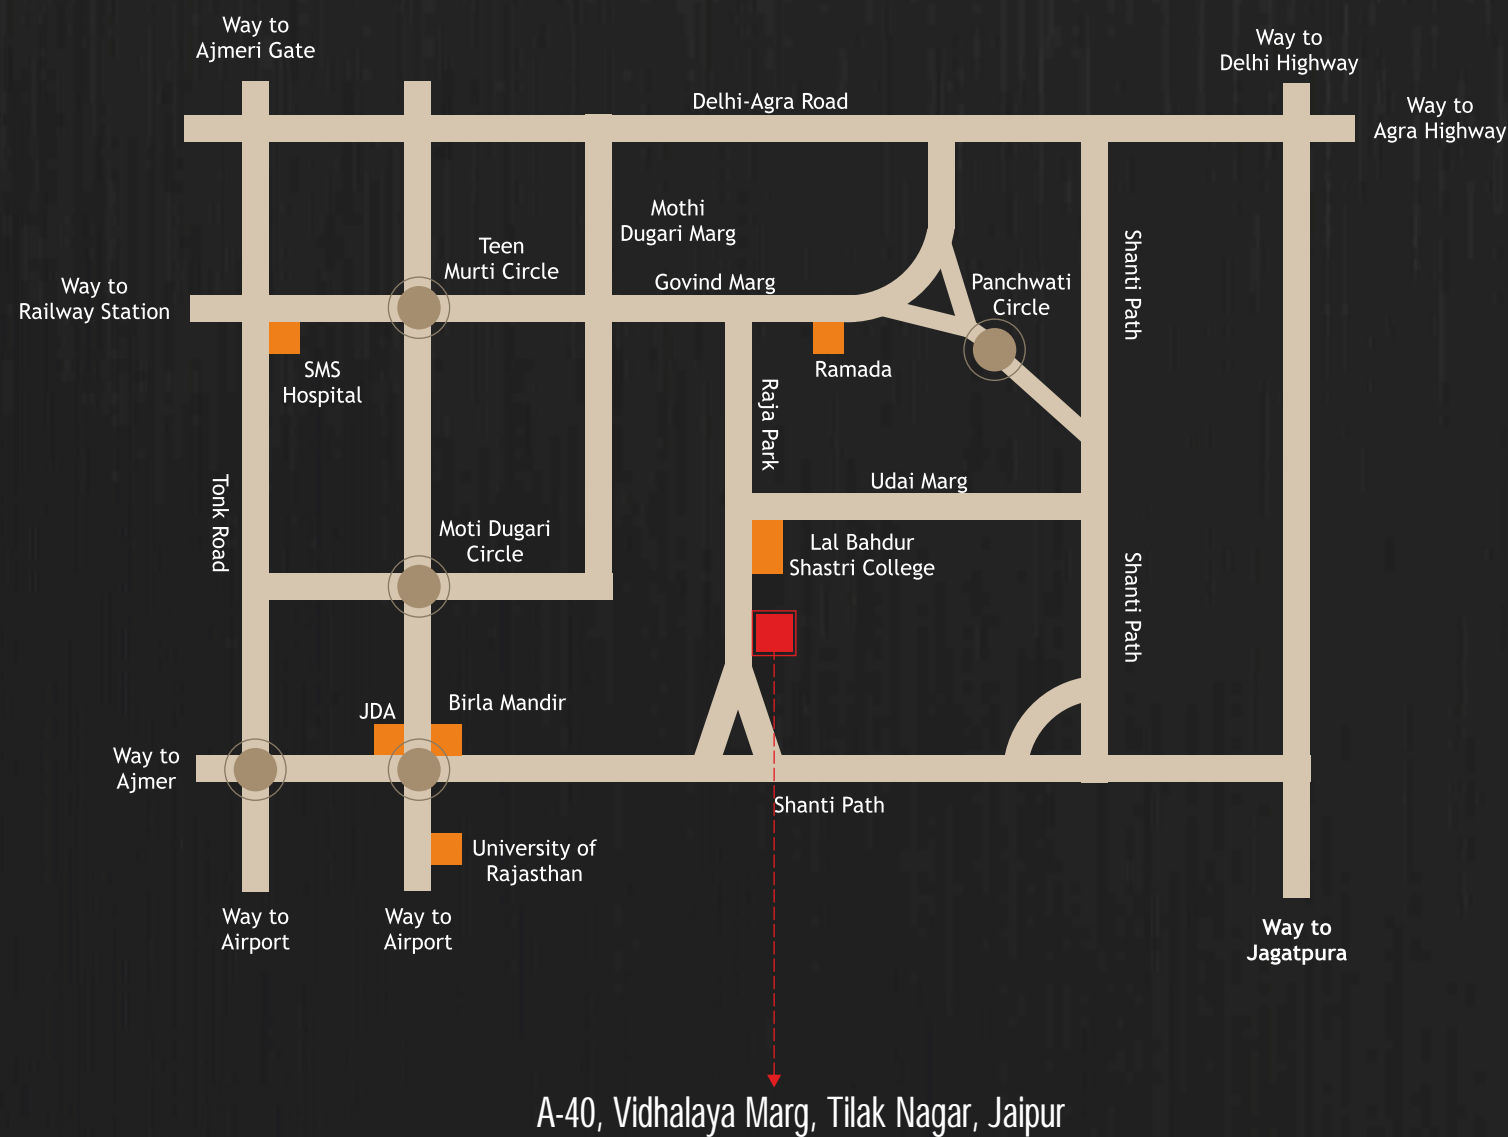 Way to
Ajmeri Gate
Way to
Delhi Highway
Delhi-Agra Road
Way to
Agra Highway
Mothi
Dugari Marg
Shanti Path
Teen
Murti Circle
Govind Marg
Panchwati
Circle
Way to
Railway Station
SMS
Hospital
Ramada
Raja Park
Tonk Road
Udai Marg
Moti Dugari
Circle
Lal Bahdur
Shastri College
Shanti Path
JDA
Birla Mandir
Way to
Ajmer
Shanti Path
University of
Rajasthan
Way to
Airport
Way to
Airport
Way to
Jagatpura
A-40, Vidhalaya Marg, Tilak Nagar, Jaipur